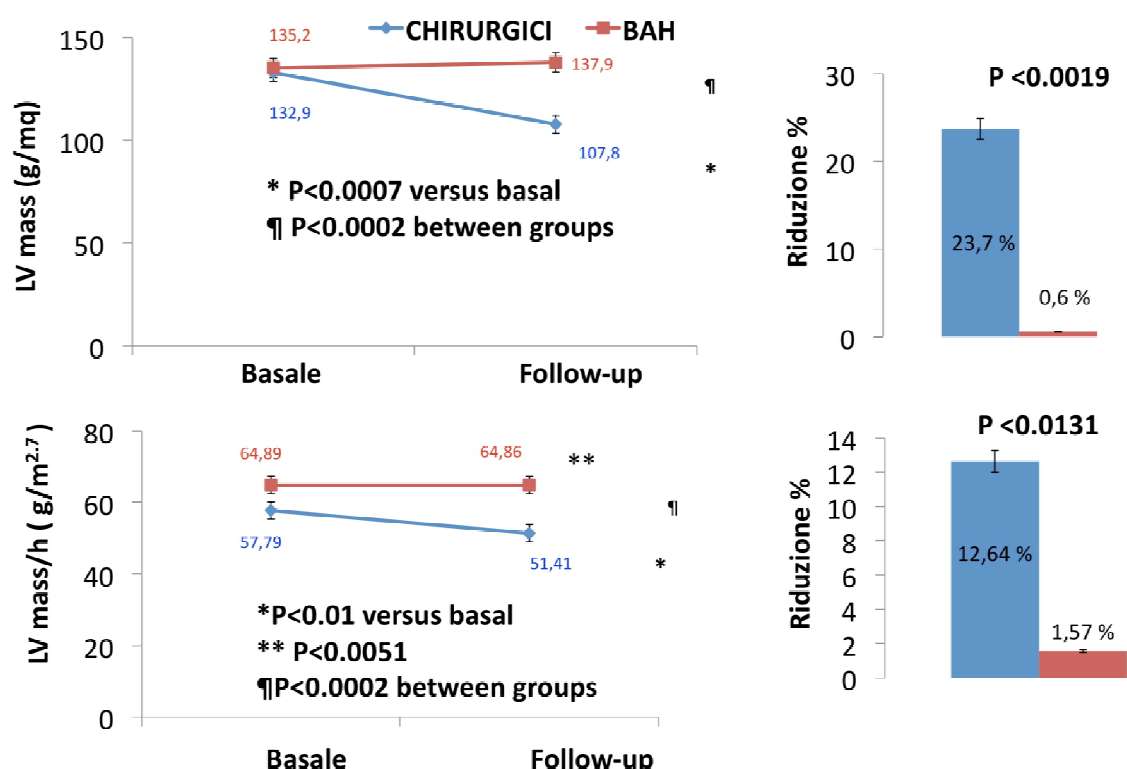 CHIRURGICI BAH
LV mass (g/mq)
150
100
50
0
135,2
132,9
137,9
107,8
¶
*
* P<0.0007 versus basal
¶ P<0.0002 between groups
Basale Follow-up
P <0.0019
Riduzione %
30
20
10
0
23,7 %
0,6 %
LV mass/h ( g/m2.7 )
80
60
40
20
0
64,89
57,79
64,86
51,41
**
¶
*
*P<0.01 versus basal
** P<0.0051
¶P<0.0002 between groups
Basale Follow-up
P <0.0131
Riduzione %
14
12
10
8
6
4
2
0
12,64 %
1,57 %